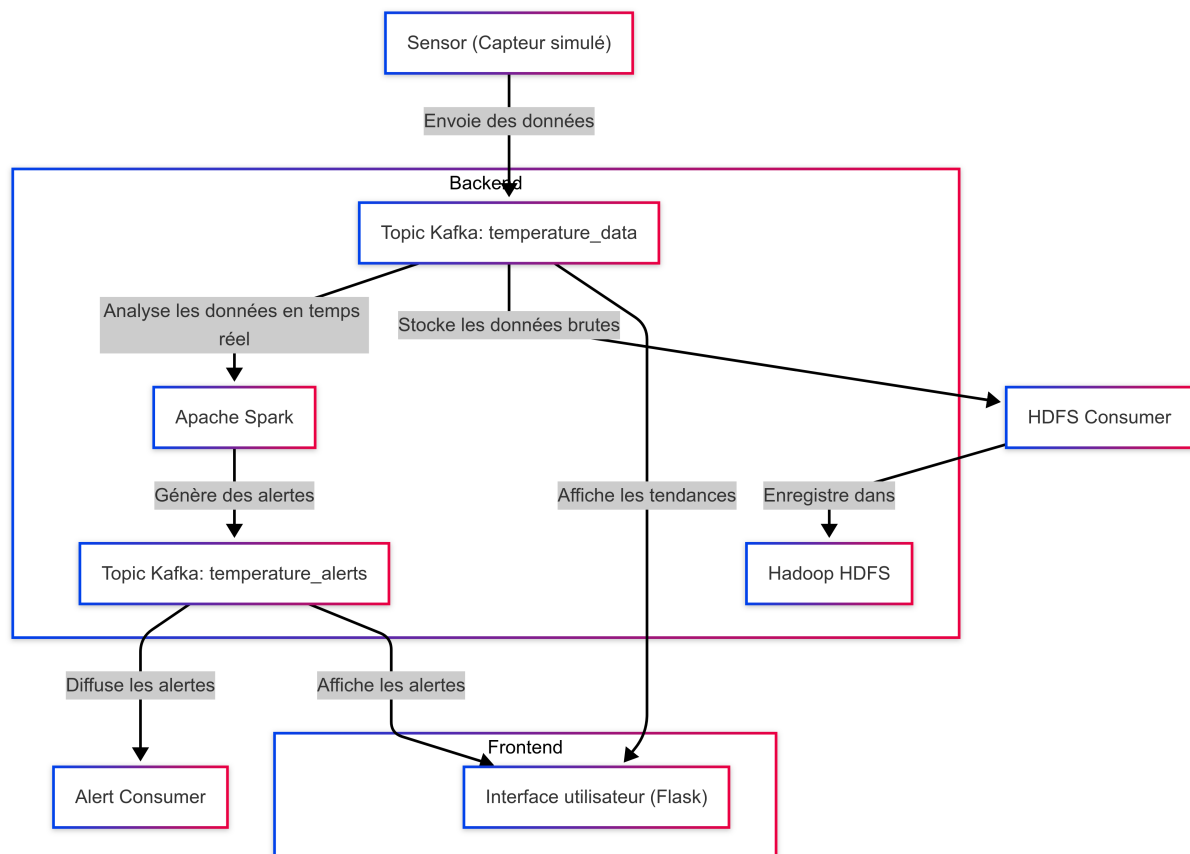 Sensor (Capteur simulé)
Envoie des données
Backend
Topic Kafka: temperature_data
Analyse les données en temps
réel
Stocke les données brutes
Apache Spark
HDFS Consumer
Génère des alertes
Affiche les tendances
Enregistre dans
Topic Kafka: temperature_alerts
Hadoop HDFS
Diffuse les alertes
Affiche les alertes
Frontend
Alert Consumer
Interface utilisateur (Flask)